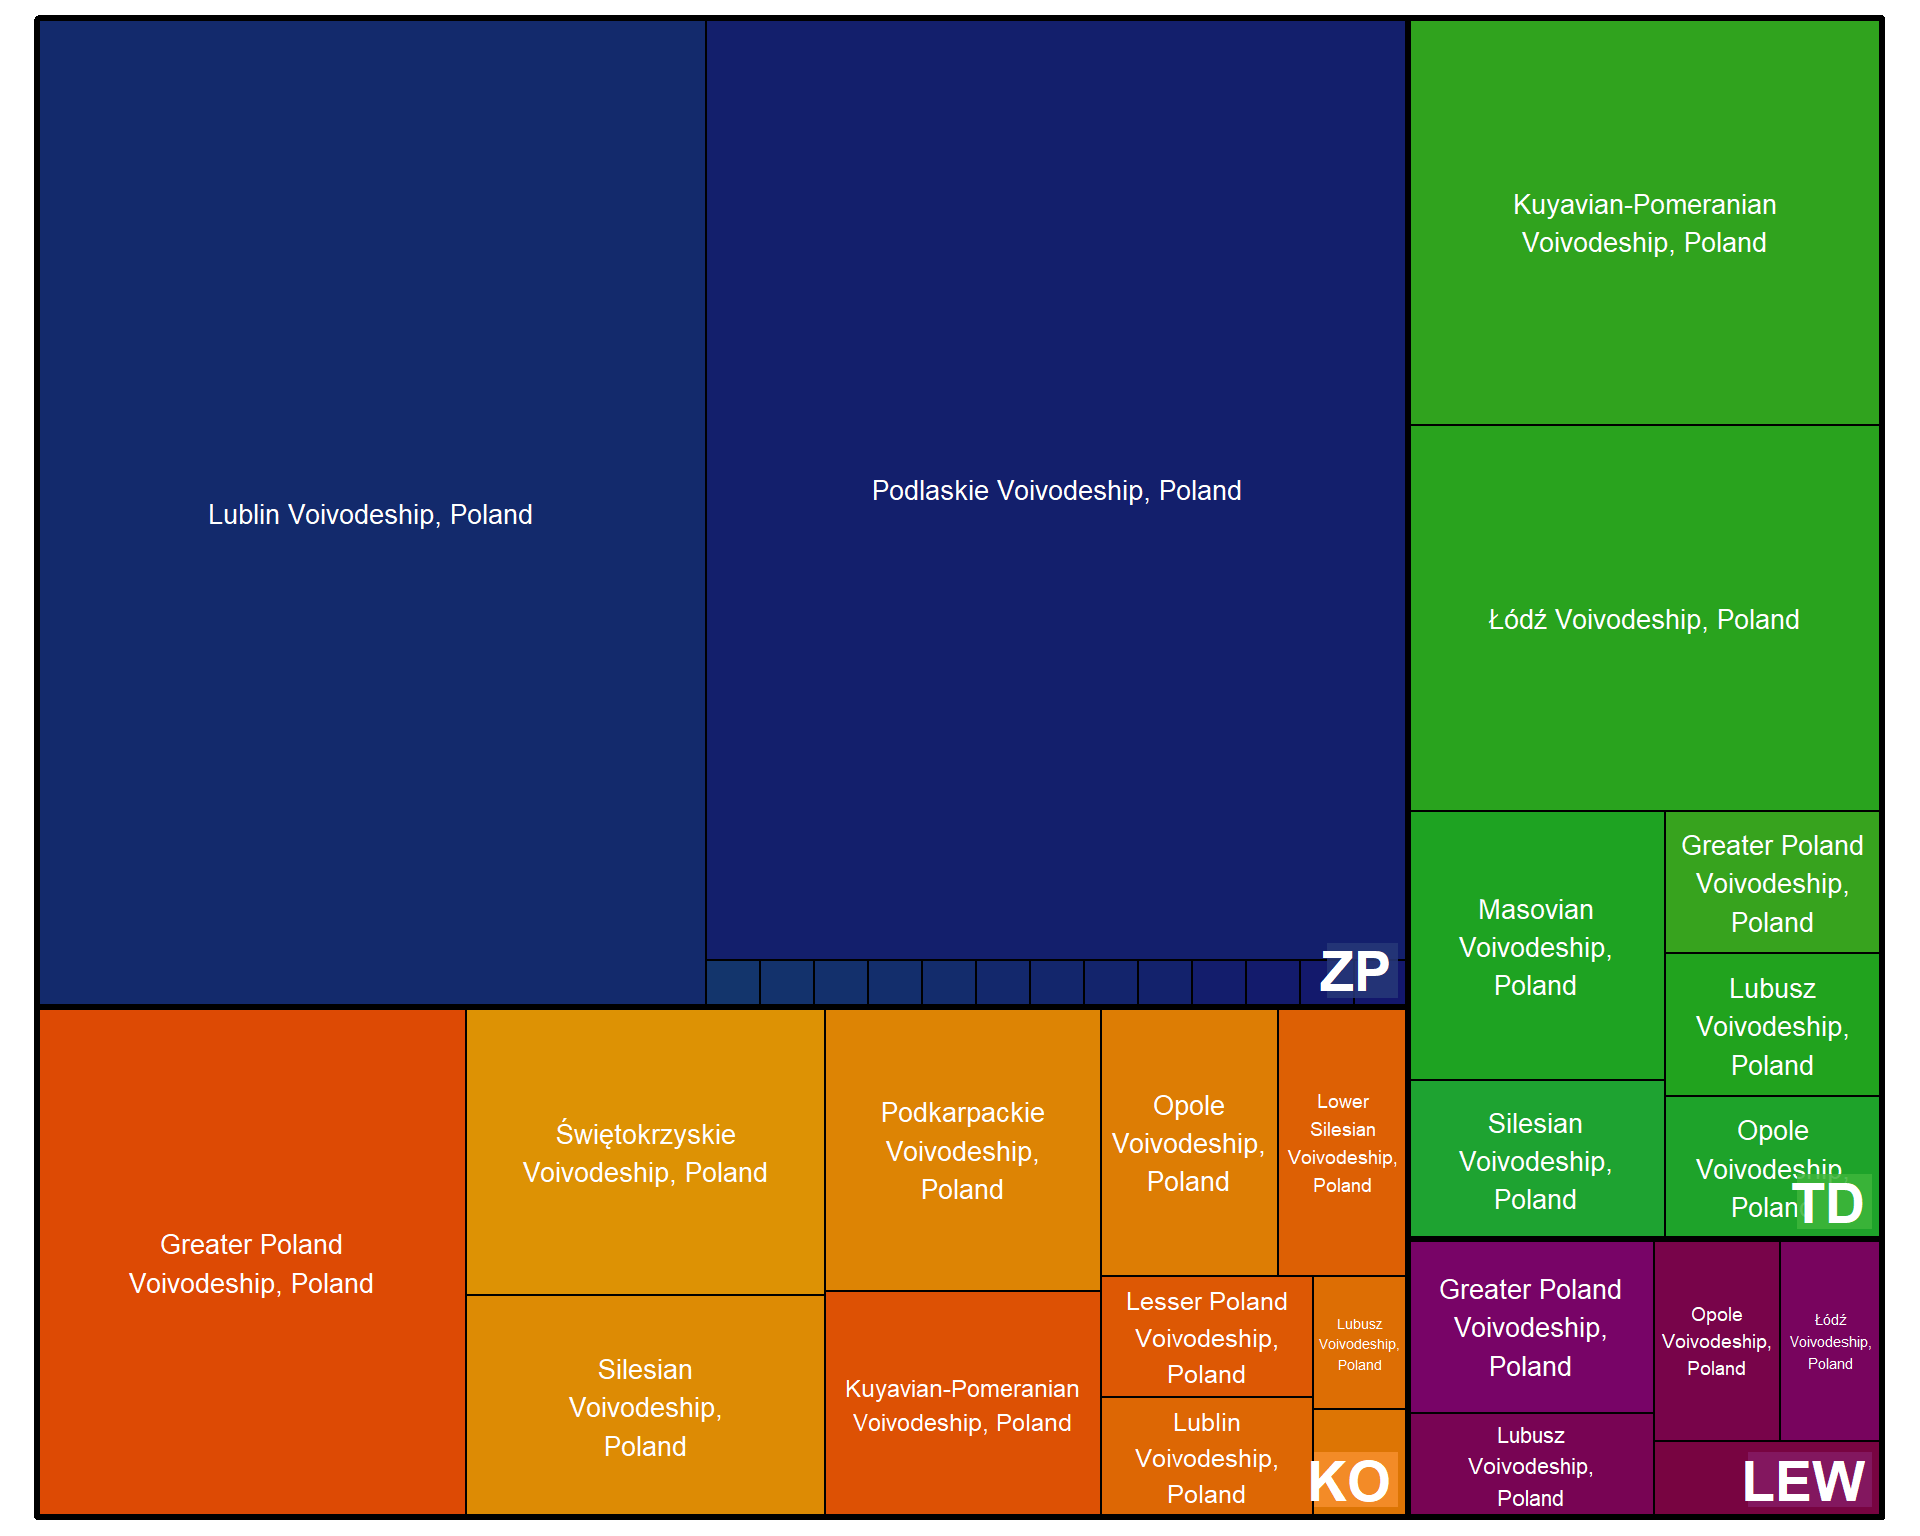 Lublin Voivodeship, Poland
Podlaskie Voivodeship, Poland
ZP
Kuyavian-Pomeranian
Voivodeship, Poland
Łódź Voivodeship, Poland
Masovian
Voivodeship,
Poland
Greater Poland
Voivodeship,
Poland
Lubusz
Voivodeship,
Poland
Silesian
Voivodeship,
Poland
Opole
Voivodeship,
Poland
TD
Greater Poland
Voivodeship, Poland
Świętokrzyskie
Voivodeship, Poland
Silesian
Voivodeship,
Poland
Podkarpackie
Voivodeship,
Poland
Kuyavian-Pomeranian
Voivodeship, Poland
Opole
Voivodeship,
Poland
Lower
Silesian
Voivodeship,
Poland
Lesser Poland
Voivodeship,
Poland
Lubusz
Voivodeship,
Poland
Lublin
Voivodeship,
Poland
KO
Greater Poland
Voivodeship,
Poland
Opole
Voivodeship,
Poland
Łódź
Voivodeship,
Poland
Lubusz
Voivodeship,
Poland
LEW